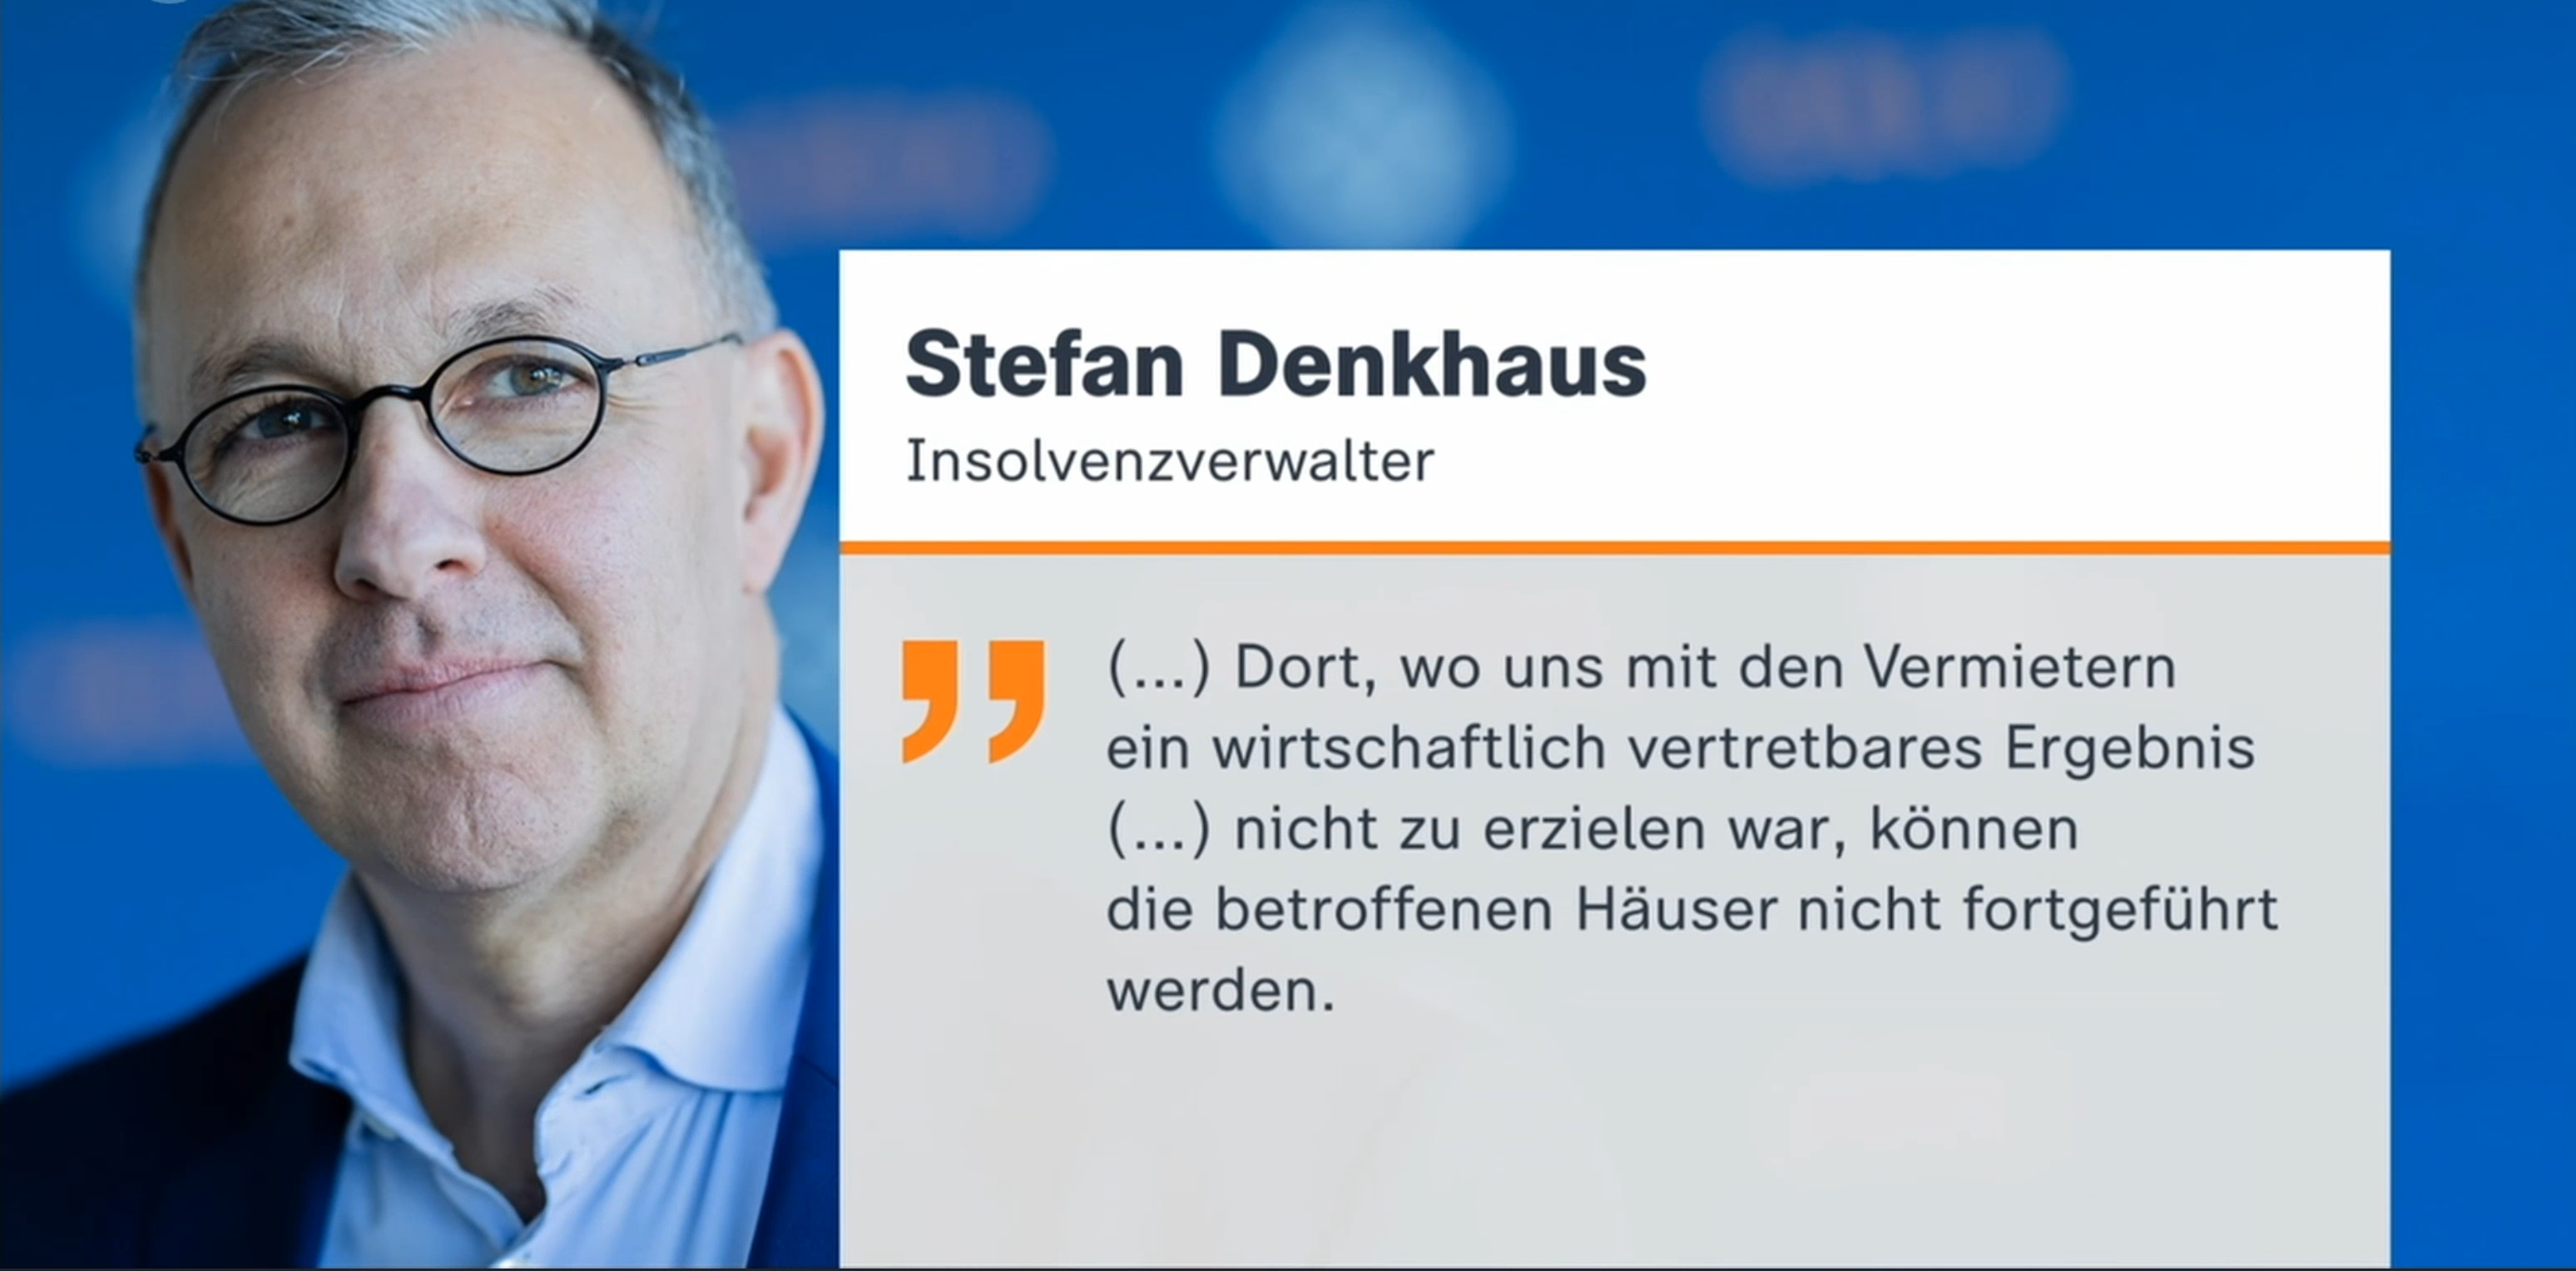 Stefan Denkhaus
Insolvenzverwalter
” (...) Dort, wo uns mit den Vermietern
ein wirtschaftlich vertretbares Ergebnis
(...) nicht zu erzielen war, können
die betroffenen Häuser nicht fortgeführt
werden.